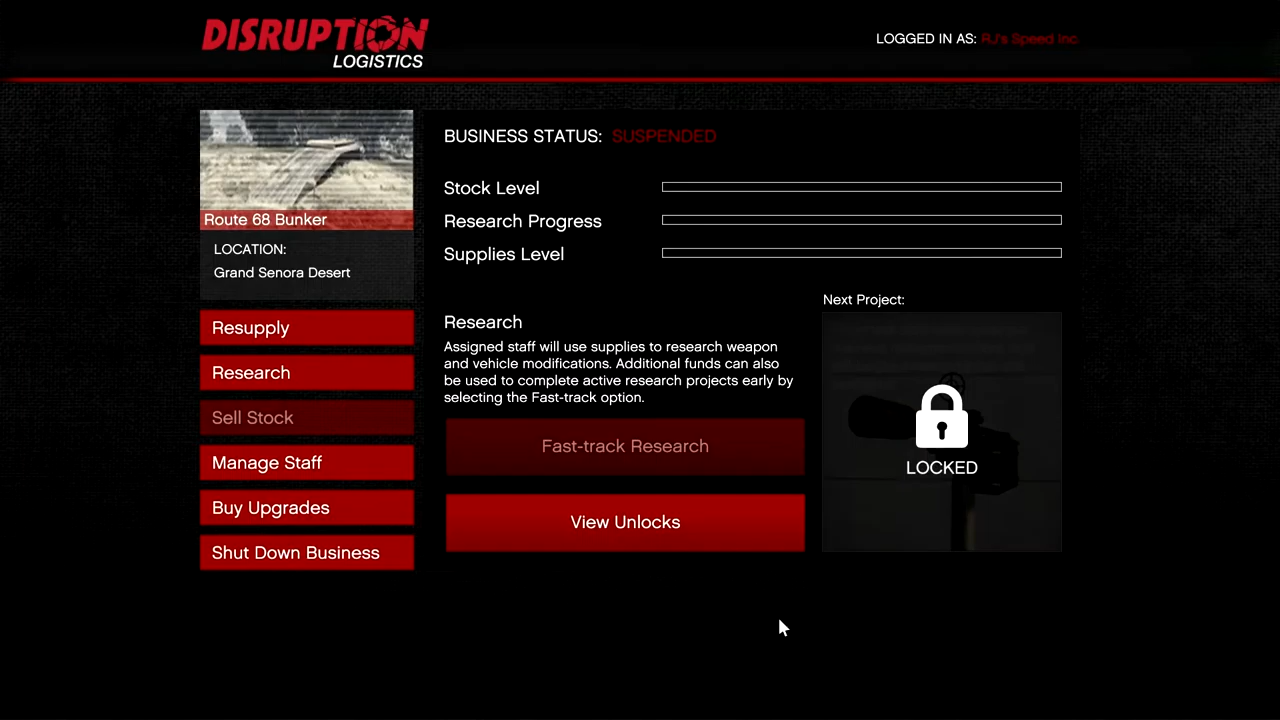 DISRUPTION
LOGISTICS
LOGGED IN AS: RJ's Speed Inc.
Route 68 Bunker
LOCATION:
Grand Senora Desert
Resupply
Research
Sell Stock
Manage Staff
Buy Upgrades
Shut Down Business
BUSINESS STATUS: SUSPENDED
Stock Level
Research Progress
Supplies Level
Research
Assigned staff will use supplies to research weapon
and vehicle modifications. Additional funds can also
be used to complete active research projects early by
selecting the Fast-track option.
Fast-track Research
View Unlocks
Next Project:
LOCKED